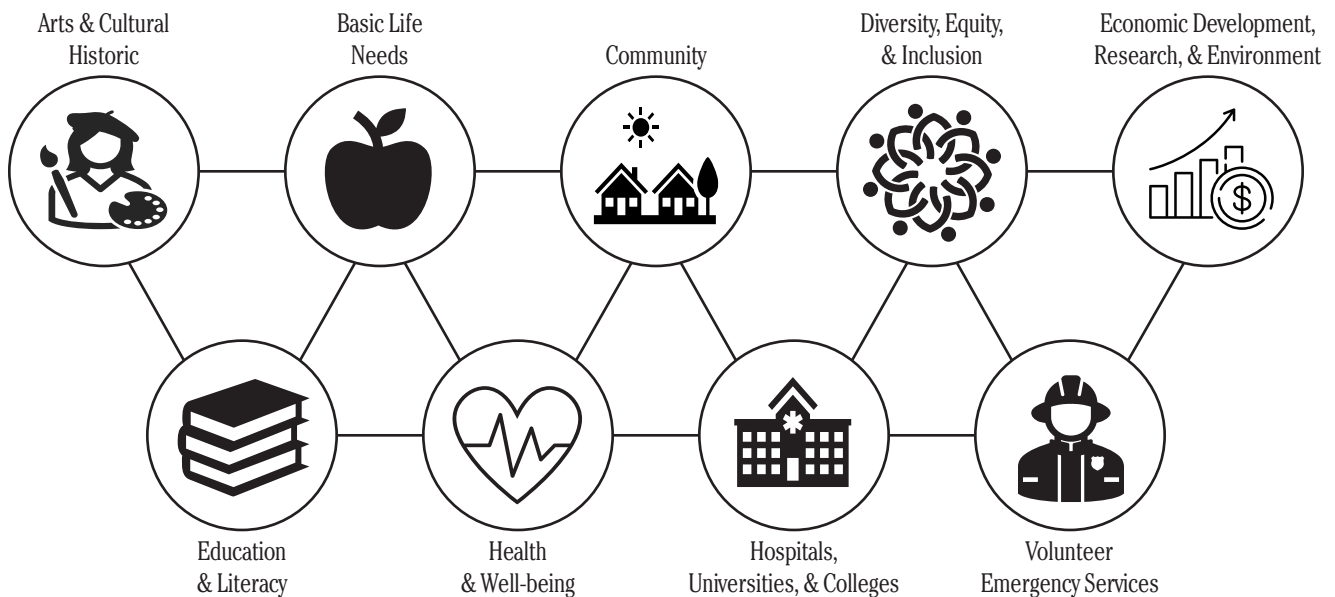 Arts & Cultural
Historic
Basic Life
Needs
Community
Diversity, Equity,
& Inclusion
Economic Development,
Research, & Environment
$
Education
& Literacy
Health
& Well-being
Hospitals,
Universities, & Colleges
Volunteer
Emergency Services